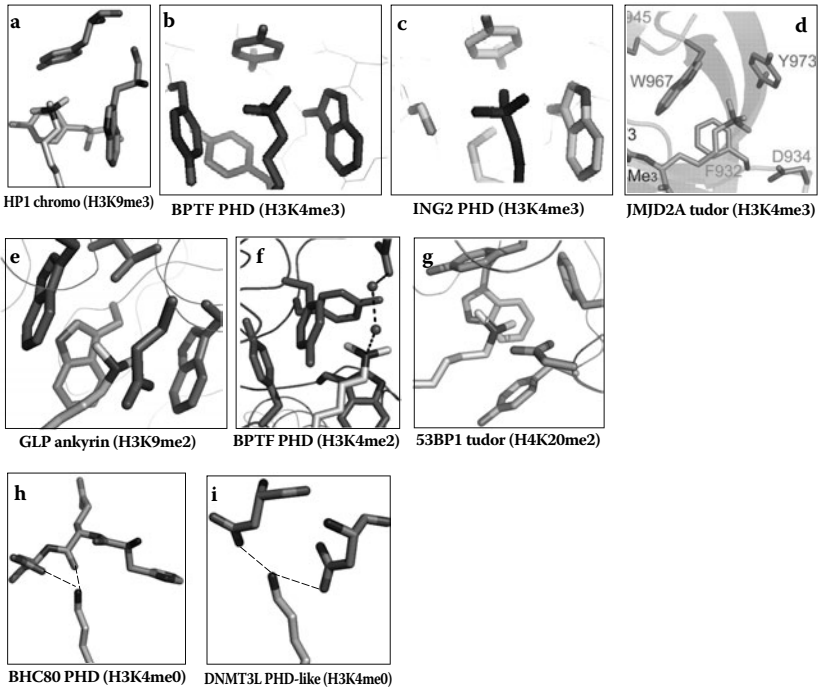 a
HP1 chromo (H3K9me3)
b
BPTF PHD (H3K4me3)
c
ING2 PHD (H3K4me3)
d
945
Y973
W967
3
D934
F932
Me3
JMJD2A tudor (H3K4me3)
e
GLP ankyrin (H3K9me2)
f
BPTF PHD (H3K4me2)
g
53BP1 tudor (H4K20me2)
h
BHC80 PHD (H3K4me0)
i
DNMT3L PHD-like (H3K4me0)